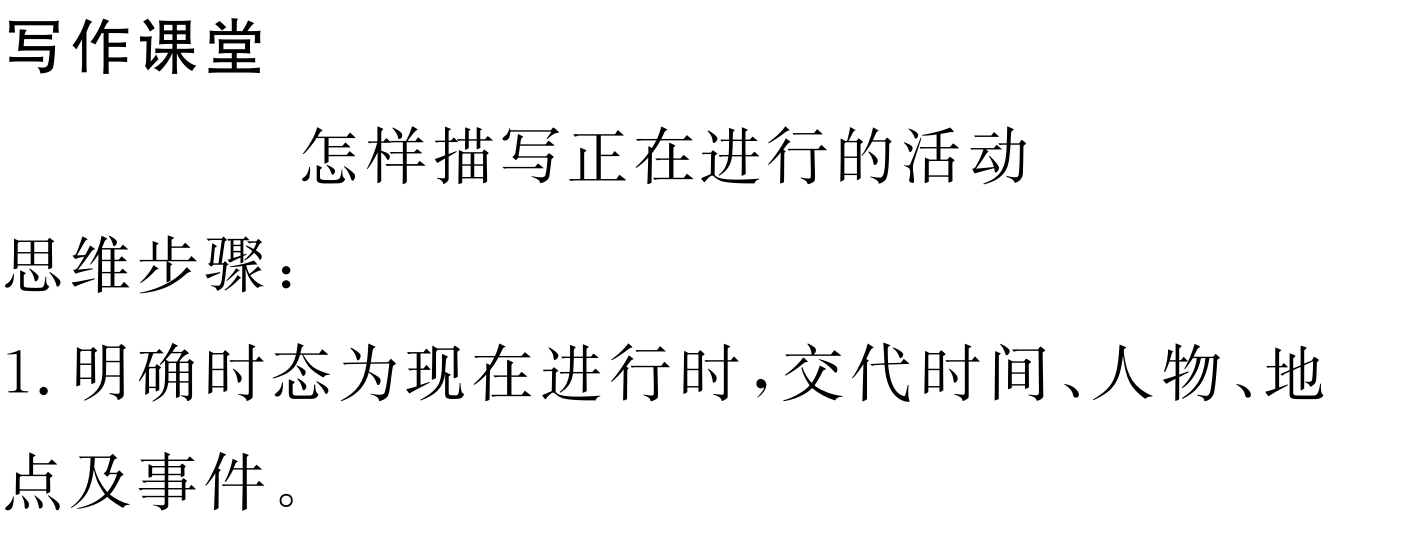 写作课堂
怎样描写正在进行的活动
思维步骤：
1. 明确时态为现在进行时,交代时间、人物、地
点及事件。